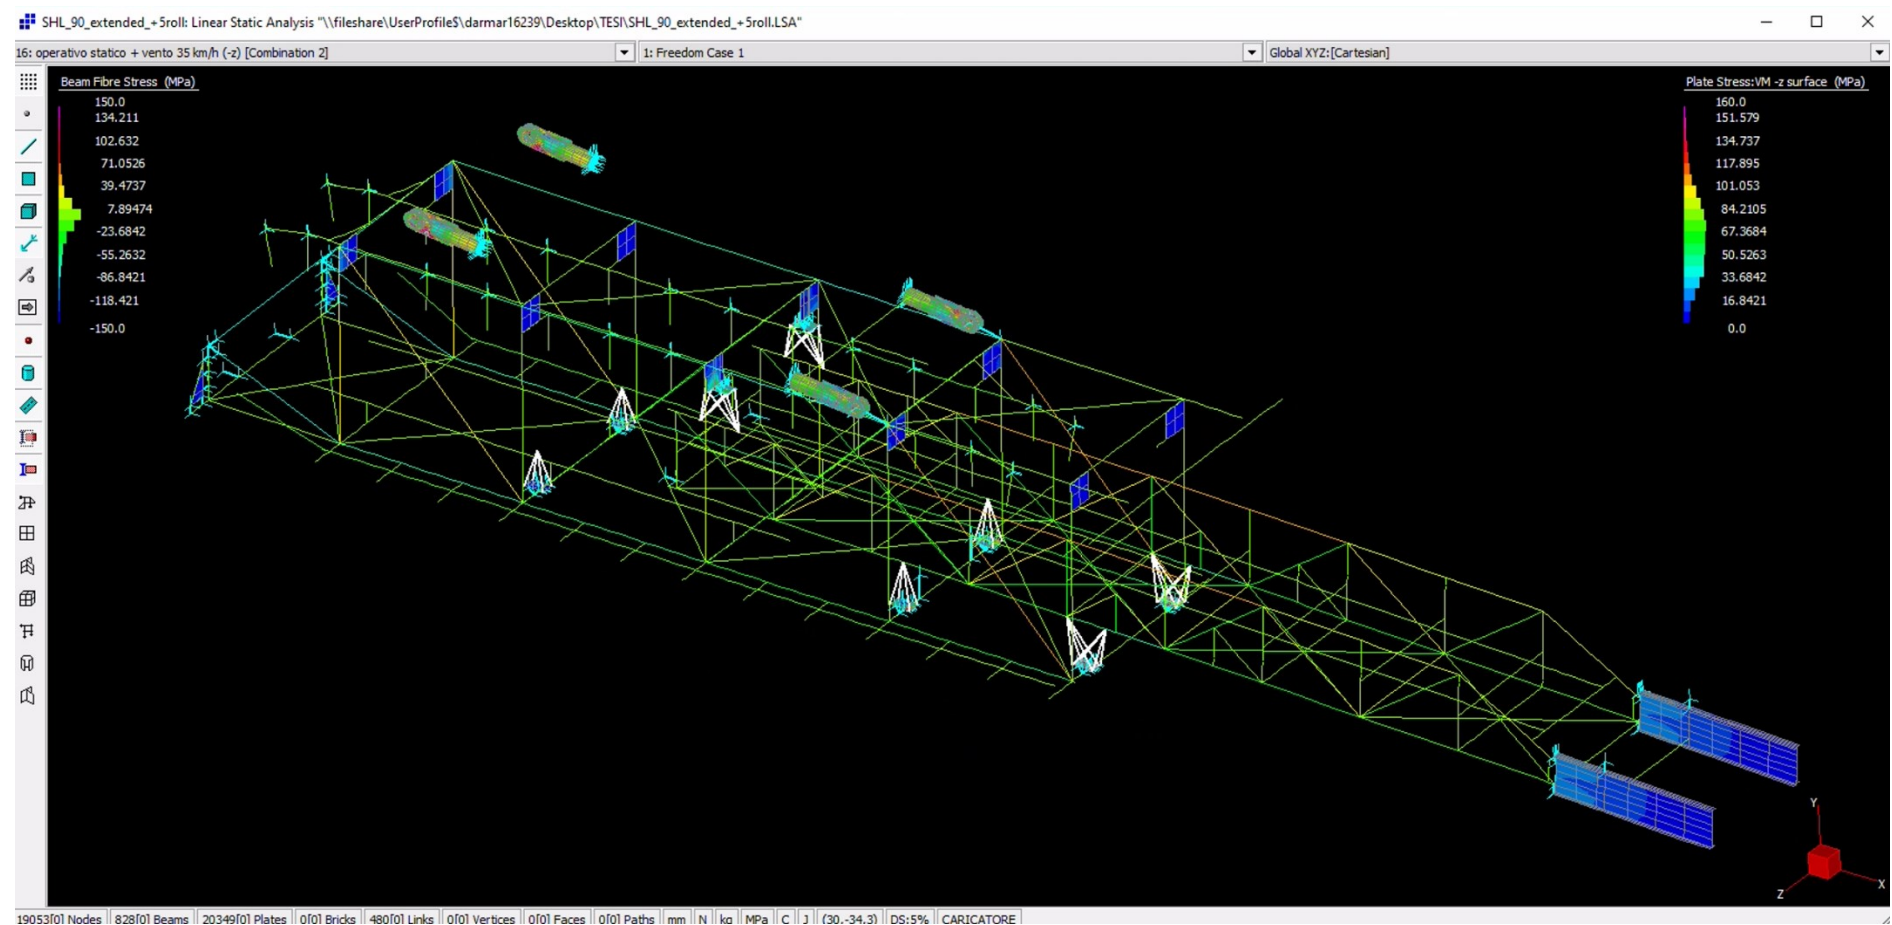 SHL_90_extended_+5roll: Linear Static Analysis "\\fileshare\UserProfile$\darmar16239\Desktop\TESI\SHL_90_extended_+5roll.LSA"
16: operativo statico + vento 35 km/h (-z) [Combination 2] 1: Freedom Case 1 Global XYZ:[Cartesian]
Beam Fibre Stress (MPa)
150.0
134.211
102.632
71.0526
39.4737
7.89474
-23.6842
-55.2632
-86.8421
-118.421
-150.0
Plate Stress:VM -z surface (MPa)
160.0
151.579
134.737
117.895
101.053
84.2105
67.3684
50.5263
33.6842
16.8421
0.0
Y
X
Z
19053[0] Nodes 828[0] Beams 20349[0] Plates 0[0] Bricks 480[0] Links 0[0] Vertices 0[0] Faces 0[0] Paths mm N kg MPa C J (30,-34.3) DS:5% CARICATORE